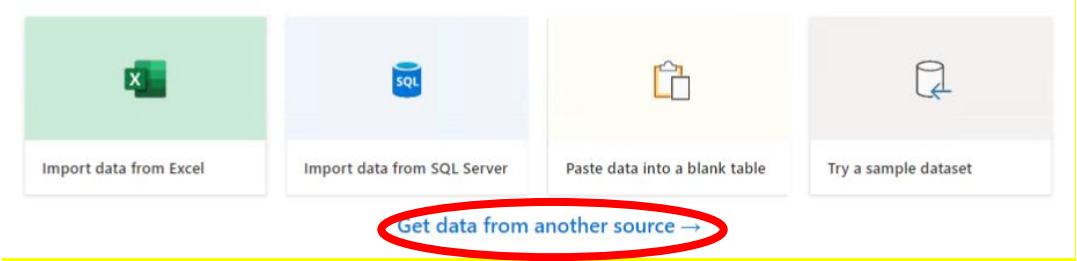 X
SQL
Import data from Excel
Import data from SQL Server
Paste data into a blank table
Try a sample dataset
Get data from another source →